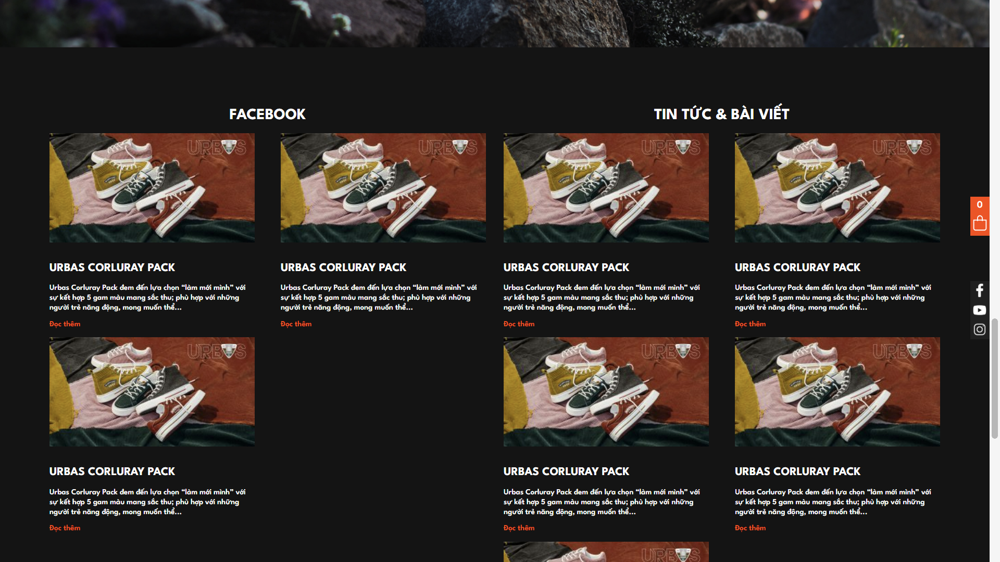 FACEBOOK
TIN TỨC & BÀI VIẾT
URBAS
URBAS
URBAS
URBAS
URBAS CORLURAY PACK
Urbas Corluray Pack đem đến lựa chọn “làm mới mình” với
sự kết hợp 5 gam màu mang sắc thu; phù hợp với những
người trẻ năng động, mong muốn thể...
Đọc thêm
URBAS CORLURAY PACK
Urbas Corluray Pack đem đến lựa chọn “làm mới mình” với
sự kết hợp 5 gam màu mang sắc thu; phù hợp với những
người trẻ năng động, mong muốn thể...
Đọc thêm
URBAS CORLURAY PACK
Urbas Corluray Pack đem đến lựa chọn “làm mới mình” với
sự kết hợp 5 gam màu mang sắc thu; phù hợp với những
người trẻ năng động, mong muốn thể...
Đọc thêm
URBAS CORLURAY PACK
Urbas Corluray Pack đem đến lựa chọn “làm mới mình” với
sự kết hợp 5 gam màu mang sắc thu; phù hợp với những
người trẻ năng động, mong muốn thể...
Đọc thêm
0
URBAS
URBAS
URBAS
URBAS CORLURAY PACK
Urbas Corluray Pack đem đến lựa chọn “làm mới mình” với
sự kết hợp 5 gam màu mang sắc thu; phù hợp với những
người trẻ năng động, mong muốn thể...
Đọc thêm
URBAS CORLURAY PACK
Urbas Corluray Pack đem đến lựa chọn “làm mới mình” với
sự kết hợp 5 gam màu mang sắc thu; phù hợp với những
người trẻ năng động, mong muốn thể...
Đọc thêm
URBAS CORLURAY PACK
Urbas Corluray Pack đem đến lựa chọn “làm mới mình” với
sự kết hợp 5 gam màu mang sắc thu; phù hợp với những
người trẻ năng động, mong muốn thể...
Đọc thêm
URBAS